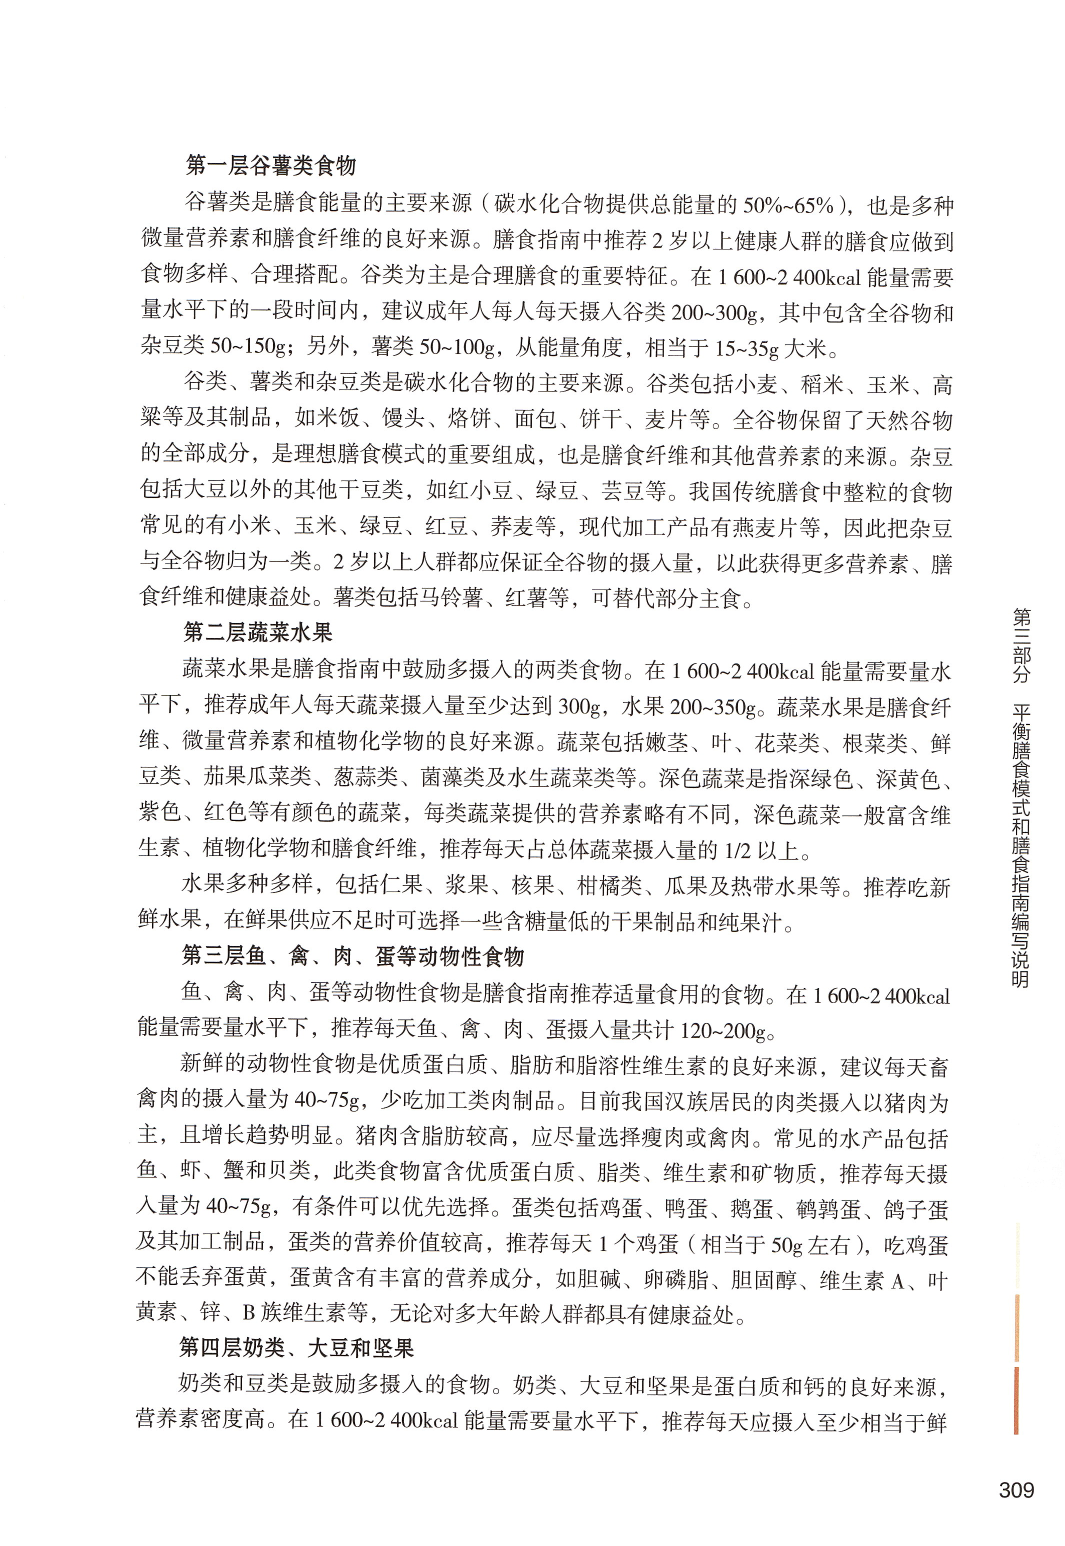 第一层谷薯类食物
谷薯类是膳食能量的主要来源（碳水化合物提供总能量的 50%~65%），也是多种
微量营养素和膳食纤维的良好来源。膳食指南中推荐 2 岁以上健康人群的膳食应做到
食物多样、合理搭配。谷类为主是合理膳食的重要特征。在 1 600~2 400kcal 能量需要
量水平下的一段时间内，建议成年人每人每天摄入谷类 200~300g，其中包含全谷物和
杂豆类 50~150g；另外，薯类 50~100g，从能量角度，相当于 15~35g 大米。
谷类、薯类和杂豆类是碳水化合物的主要来源。谷类包括小麦、稻米、玉米、高
粱等及其制品，如米饭、馒头、烙饼、面包、饼干、麦片等。全谷物保留了天然谷物
的全部成分，是理想膳食模式的重要组成，也是膳食纤维和其他营养素的来源。杂豆
包括大豆以外的其他干豆类，如红小豆、绿豆、芸豆等。我国传统膳食中整粒的食物
常见的有小米、玉米、绿豆、红豆、荞麦等，现代加工产品有燕麦片等，因此把杂豆
与全谷物归为一类。2 岁以上人群都应保证全谷物的摄入量，以此获得更多营养素、膳
食纤维和健康益处。薯类包括马铃薯、红薯等，可替代部分主食。
第二层蔬菜水果
蔬菜水果是膳食指南中鼓励多摄入的两类食物。在 1 600~2 400kcal 能量需要量水
平下，推荐成年人每天蔬菜摄入量至少达到 300g，水果 200~350g。蔬菜水果是膳食纤
维、微量营养素和植物化学物的良好来源。蔬菜包括嫩茎、叶、花菜类、根菜类、鲜
豆类、茄果瓜菜类、葱蒜类、菌藻类及水生蔬菜类等。深色蔬菜是指深绿色、深黄色、
紫色、红色等有颜色的蔬菜，每类蔬菜提供的营养素略有不同，深色蔬菜一般富含维
生素、植物化学物和膳食纤维，推荐每天占总体蔬菜摄入量的 1/2 以上。
水果多种多样，包括仁果、浆果、核果、柑橘类、瓜果及热带水果等。推荐吃新
鲜水果，在鲜果供应不足时可选择一些含糖量低的干果制品和纯果汁。
第三层鱼、禽、肉、蛋等动物性食物
鱼、禽、肉、蛋等动物性食物是膳食指南推荐适量食用的食物。在 1 600~2 400kcal
能量需要量水平下，推荐每天鱼、禽、肉、蛋摄入量共计 120~200g。
新鲜的动物性食物是优质蛋白质、脂肪和脂溶性维生素的良好来源，建议每天畜
禽肉的摄入量为 40~75g，少吃加工类肉制品。目前我国汉族居民的肉类摄入以猪肉为
主，且增长趋势明显。猪肉含脂肪较高，应尽量选择瘦肉或禽肉。常见的水产品包括
鱼、虾、蟹和贝类，此类食物富含优质蛋白质、脂类、维生素和矿物质，推荐每天摄
入量为 40~75g，有条件可以优先选择。蛋类包括鸡蛋、鸭蛋、鹅蛋、鹌鹑蛋、鸽子蛋
及其加工制品，蛋类的营养价值较高，推荐每天 1 个鸡蛋（相当于 50g 左右），吃鸡蛋
不能丢弃蛋黄，蛋黄含有丰富的营养成分，如胆碱、卵磷脂、胆固醇、维生素 A、叶
黄素、锌、B 族维生素等，无论对多大年龄人群都具有健康益处。
第四层奶类、大豆和坚果
奶类和豆类是鼓励多摄入的食物。奶类、大豆和坚果是蛋白质和钙的良好来源，
营养素密度高。在 1 600~2 400kcal 能量需要量水平下，推荐每天应摄入至少相当于鲜
第三部分 平衡膳食模式和膳食指南编写说明
309